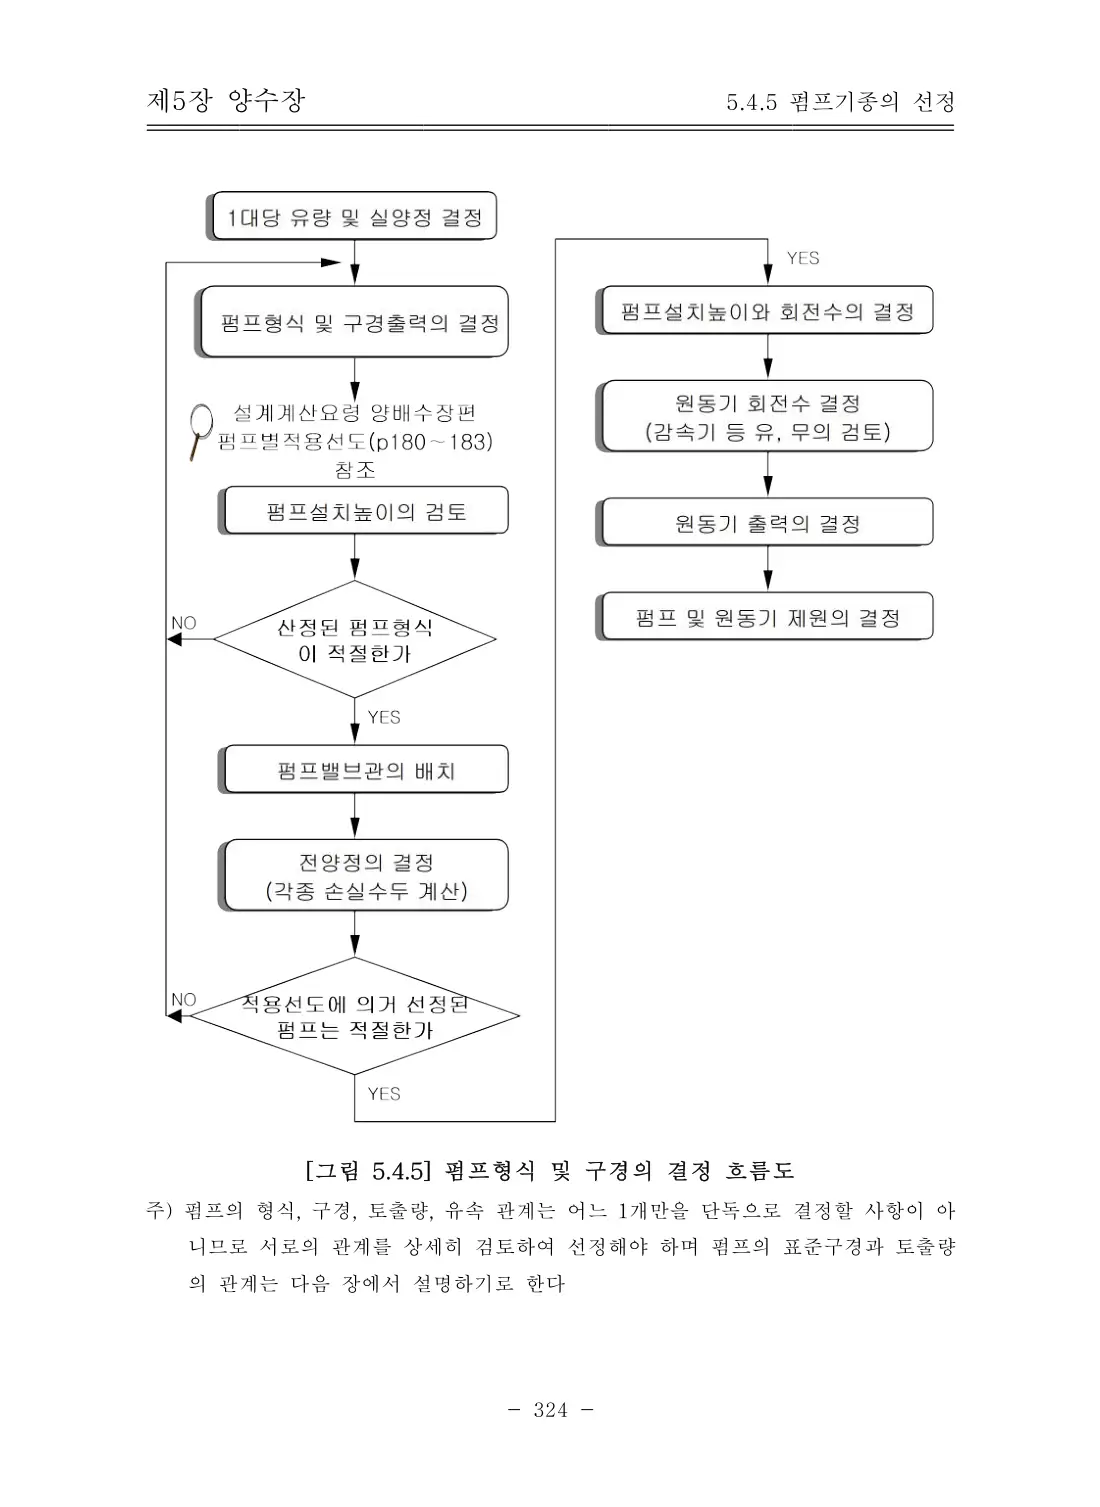 제5장 양수장
5.4.5 펌프기종의 선정
1대당 유량 및 실양정 결정
펌프형식 및 구경출력의 결정
설계계산요령 양배수장편
펌프별적용선도(p180~183)
참조
펌프설치높이의 검토
산정된 펌프형식
이 적절한가
NO
YES
펌프밸브관의 배치
전양정의 결정
(각종 손실수두 계산)
적용선도에 의거 선정된
펌프는 적절한가
NO
YES
YES
펌프설치높이와 회전수의 결정
원동기 회전수 결정
(감속기 등 유, 무의 검토)
원동기 출력의 결정
펌프 및 원동기 제원의 결정
[그림 5.4.5] 펌프형식 및 구경의 결정 흐름도
주) 펌프의 형식, 구경, 토출량, 유속 관계는 어느 1개만을 단독으로 결정할 사항이 아
니므로 서로의 관계를 상세히 검토하여 선정해야 하며 펌프의 표준구경과 토출량
의 관계는 다음 장에서 설명하기로 한다
- 324 -